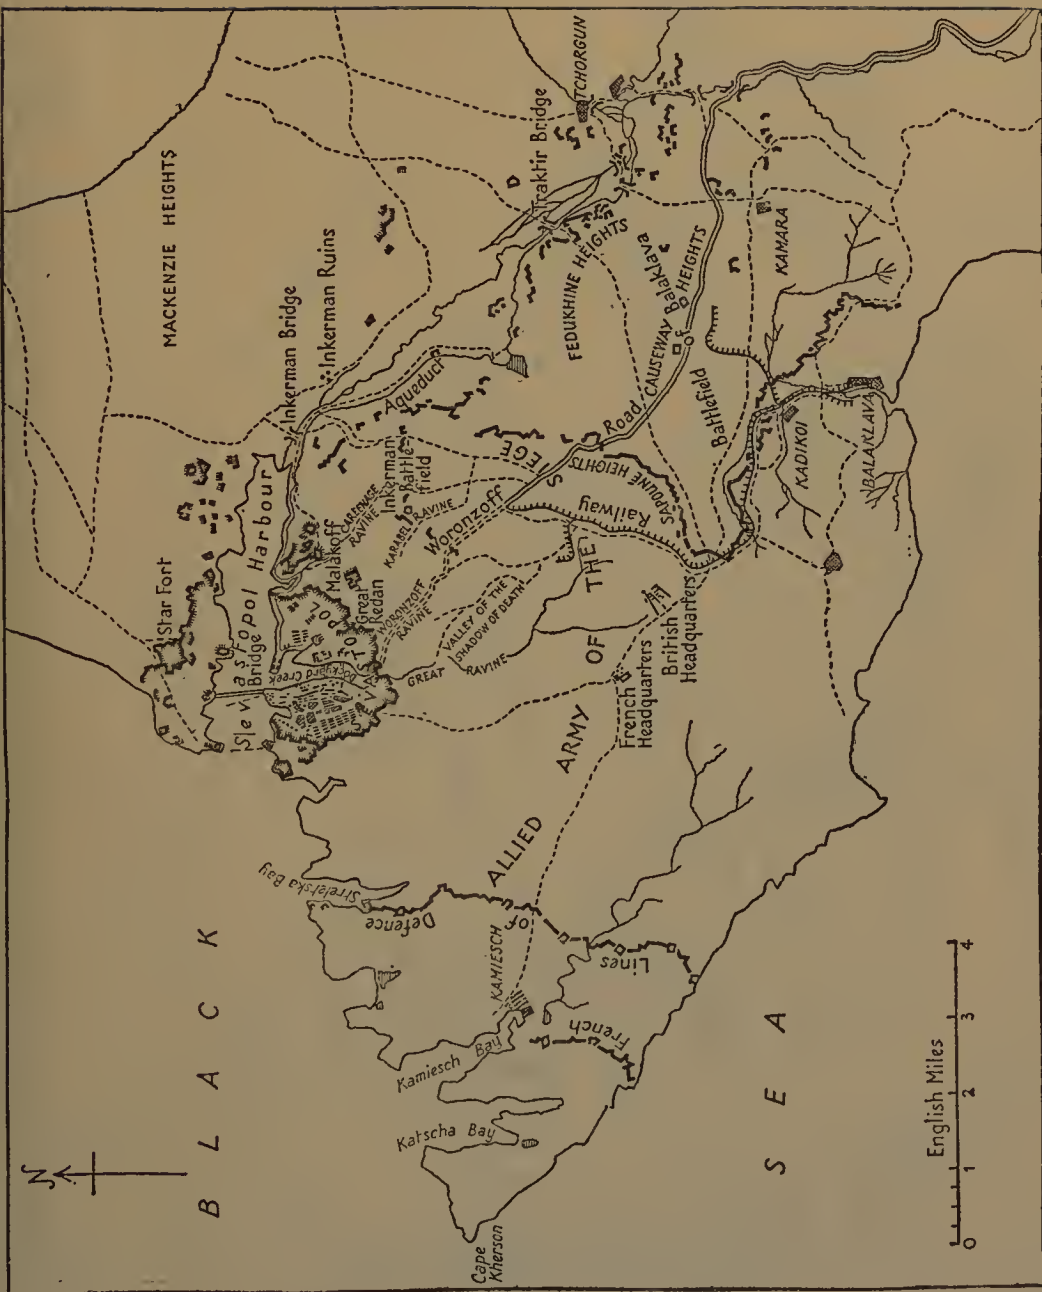 N
BLACK
SEA
MACKENZIE HEIGHTS
Star Fort
Sevastopol Harbour
Bridge
Inkerman Bridge
Inkerman Ruins
SEVASTOPOL
Dockyard Creek
Malakoff
Great
Redan
CAREENAGE
RAVINE
Inkerman
Battle-
field
KARABEL RAVINE
WORONZOFF
RAVINE
VALLEY OF THE
SHADOW OF DEATH
GREAT RAVINE
Aqueduct
Traktir Bridge
TCHORGUN
FEDUKHINE HEIGHTS
Woronzoff Road
CAUSEWAY HEIGHTS
Balaklava
Battlefield
SAPOUNE HEIGHTS
Railway
KAMARA
KADIKOI
BALAKLAVA
British
Headquarters
French
Headquarters
ALLIED ARMY OF THE SIEGE
Streletska Bay
French Lines of Defence
KAMIESCH
Kamiesch Bay
Katscha Bay
Cape
Kherson
English Miles
0 1 2 3 4